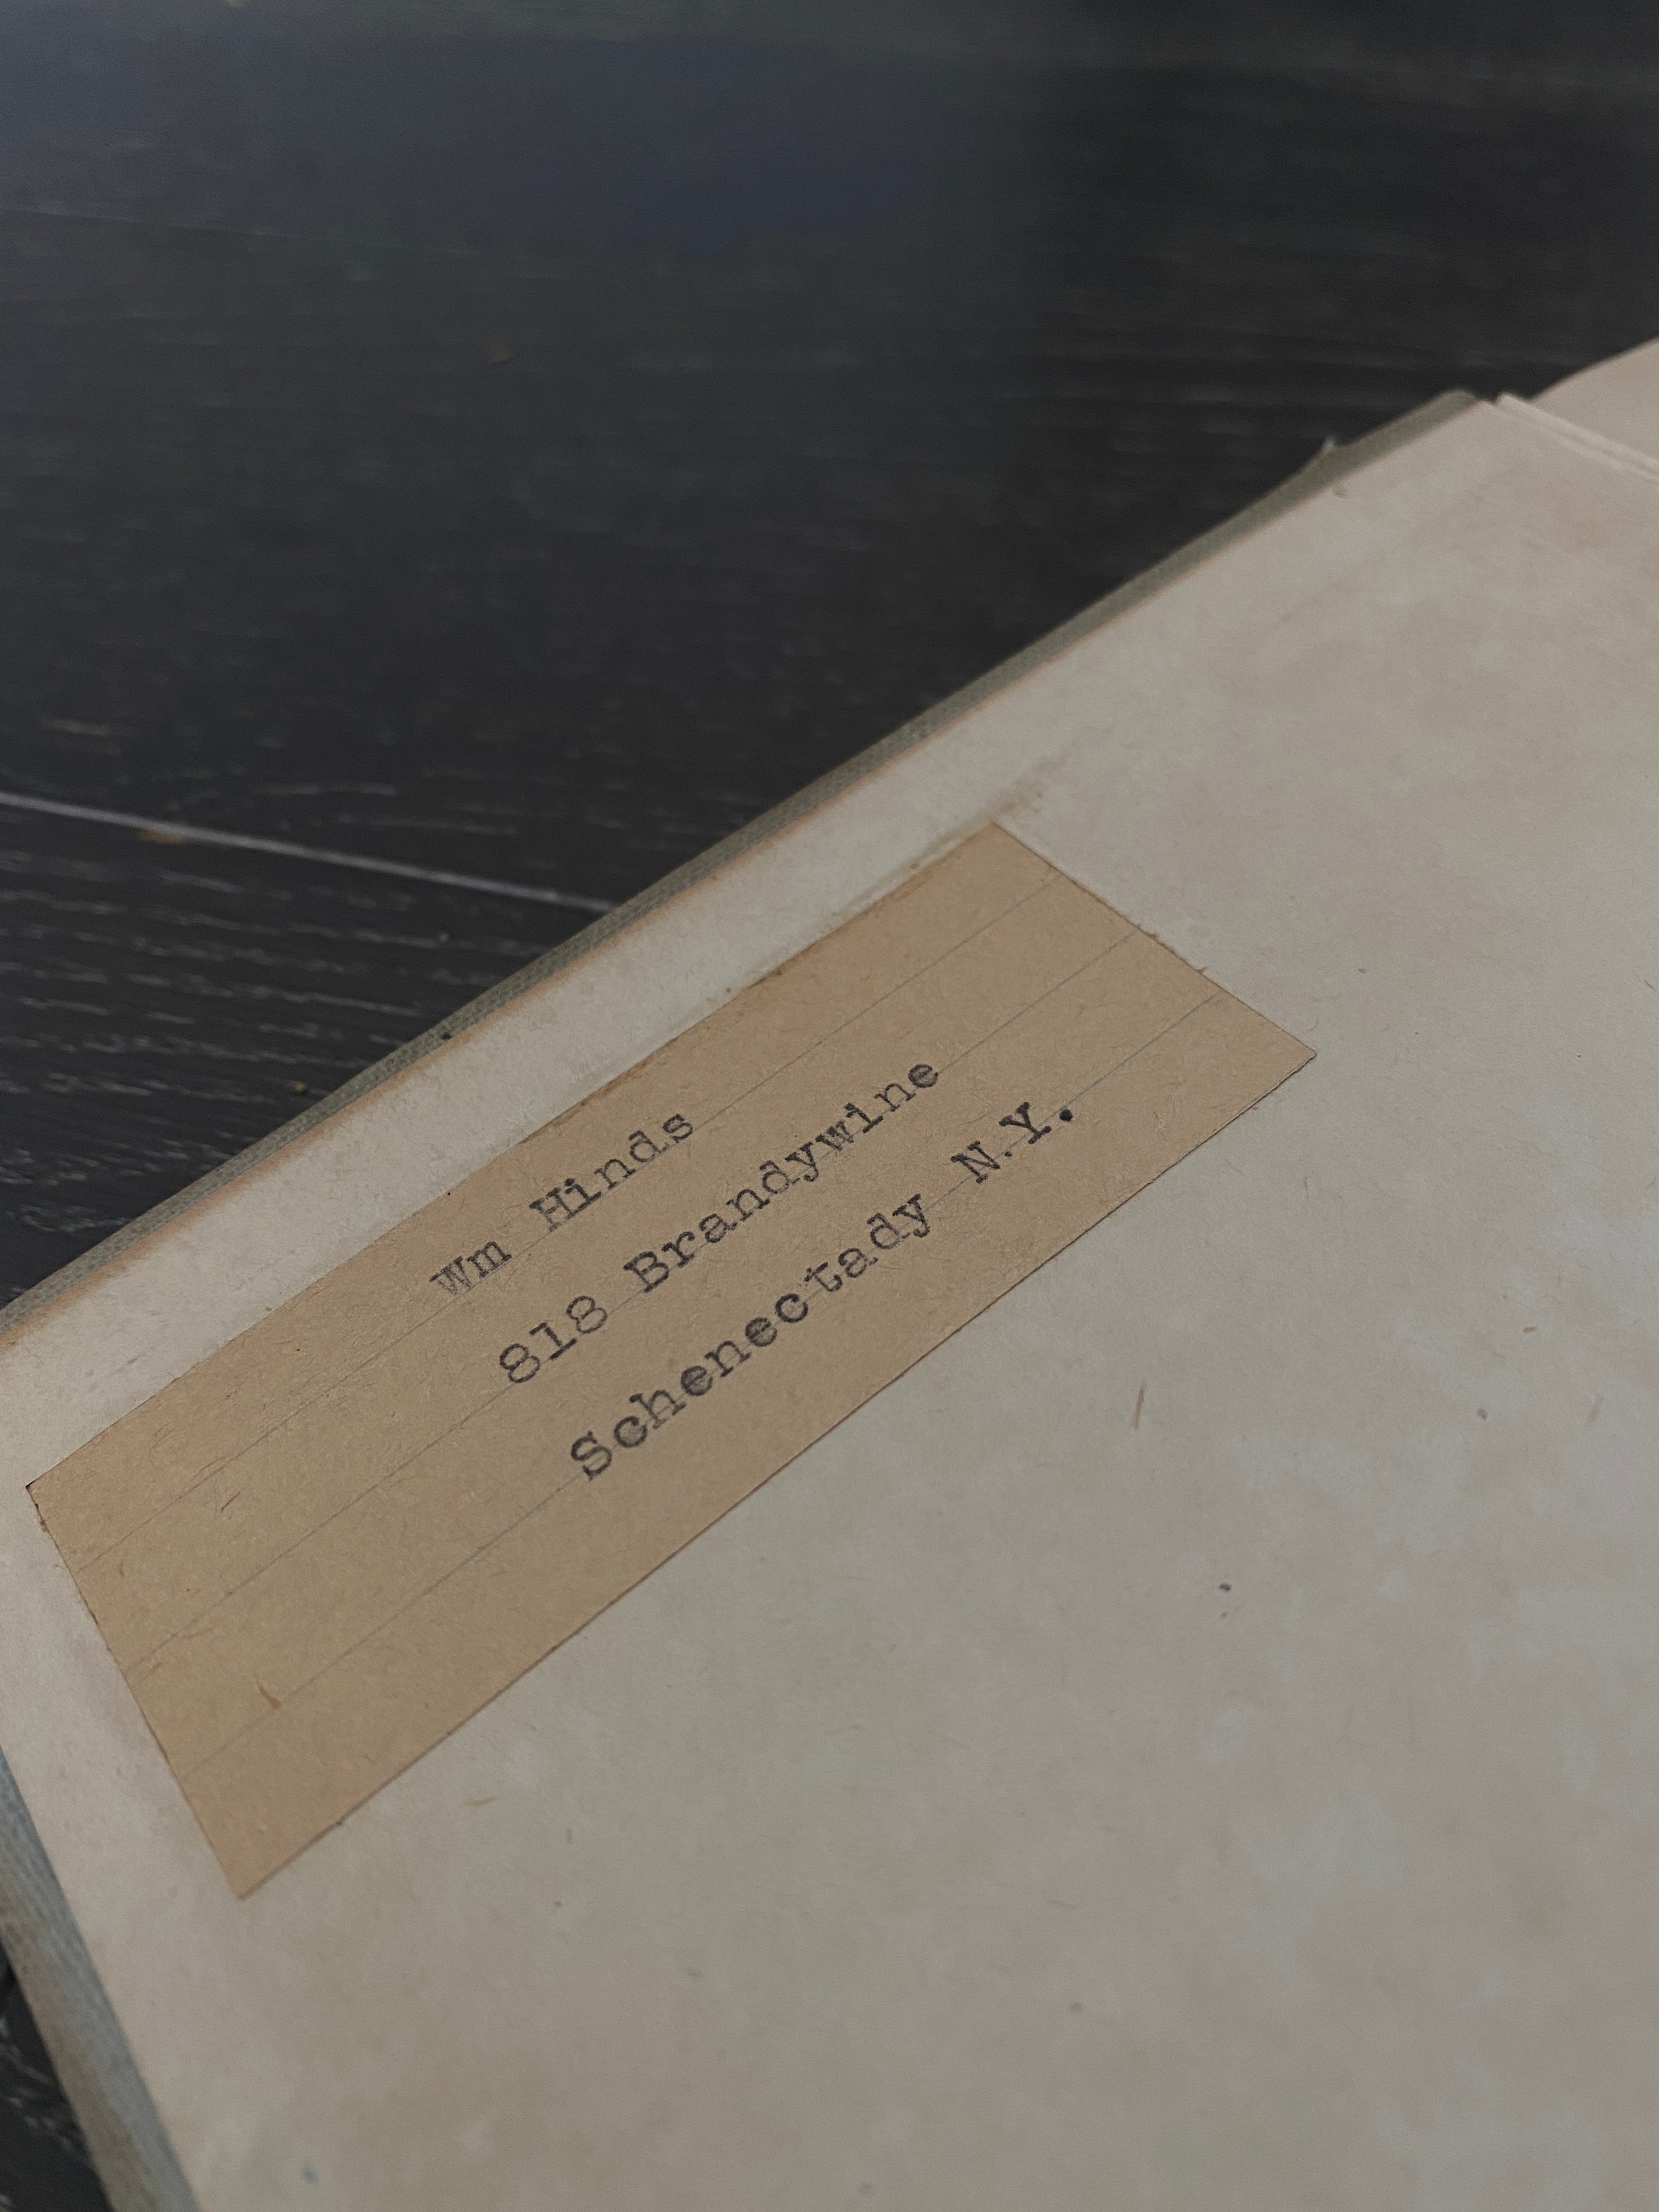 Wm Hinds
818 Brandywine
Schenectady N.Y.